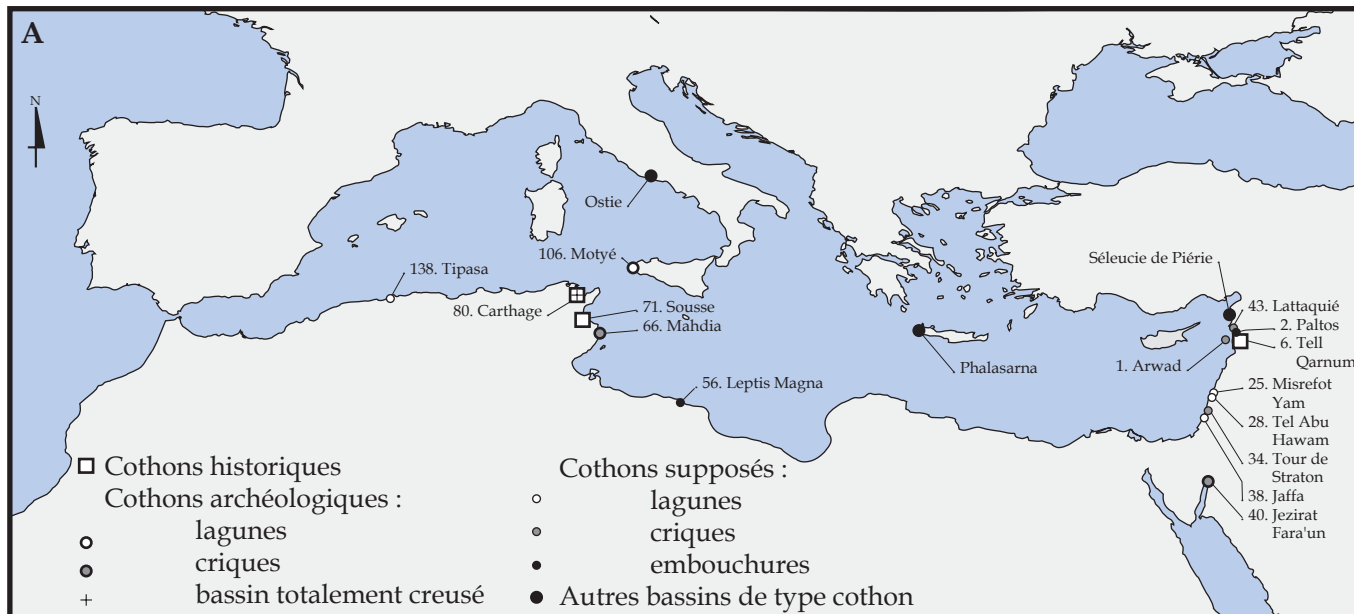 A
N
Ostie
106. Motyé
138. Tipasa
80. Carthage
71. Sousse
66. Mahdia
56. Leptis Magna
Phalasarna
Séleucie de Piérie
43. Lattaquié
2. Paltos
6. Tell
Qarnum
1. Arwad
25. Misrefot
Yam
28. Tel Abu
Hawam
34. Tour de
Straton
38. Jaffa
40. Jezirat
Fara'un
Cothons historiques
Cothons archéologiques :
lagunes
criques
bassin totalement creusé
Cothons supposés :
lagunes
criques
embouchures
Autres bassins de type cothon